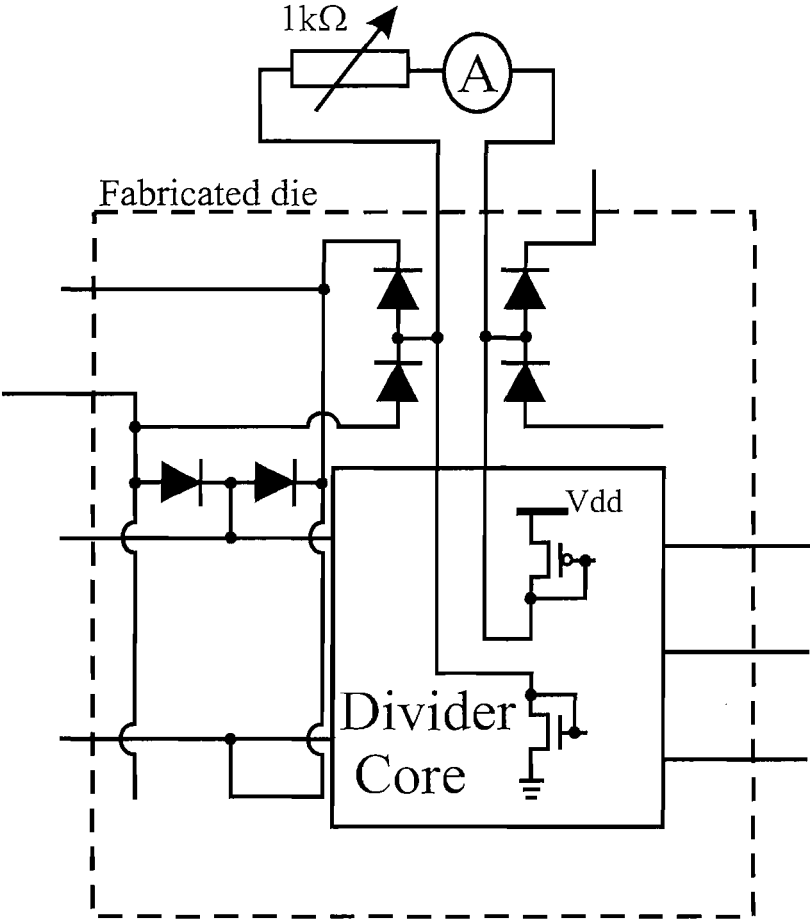 1kΩ
A
Fabricated die
Vdd
Divider
Core